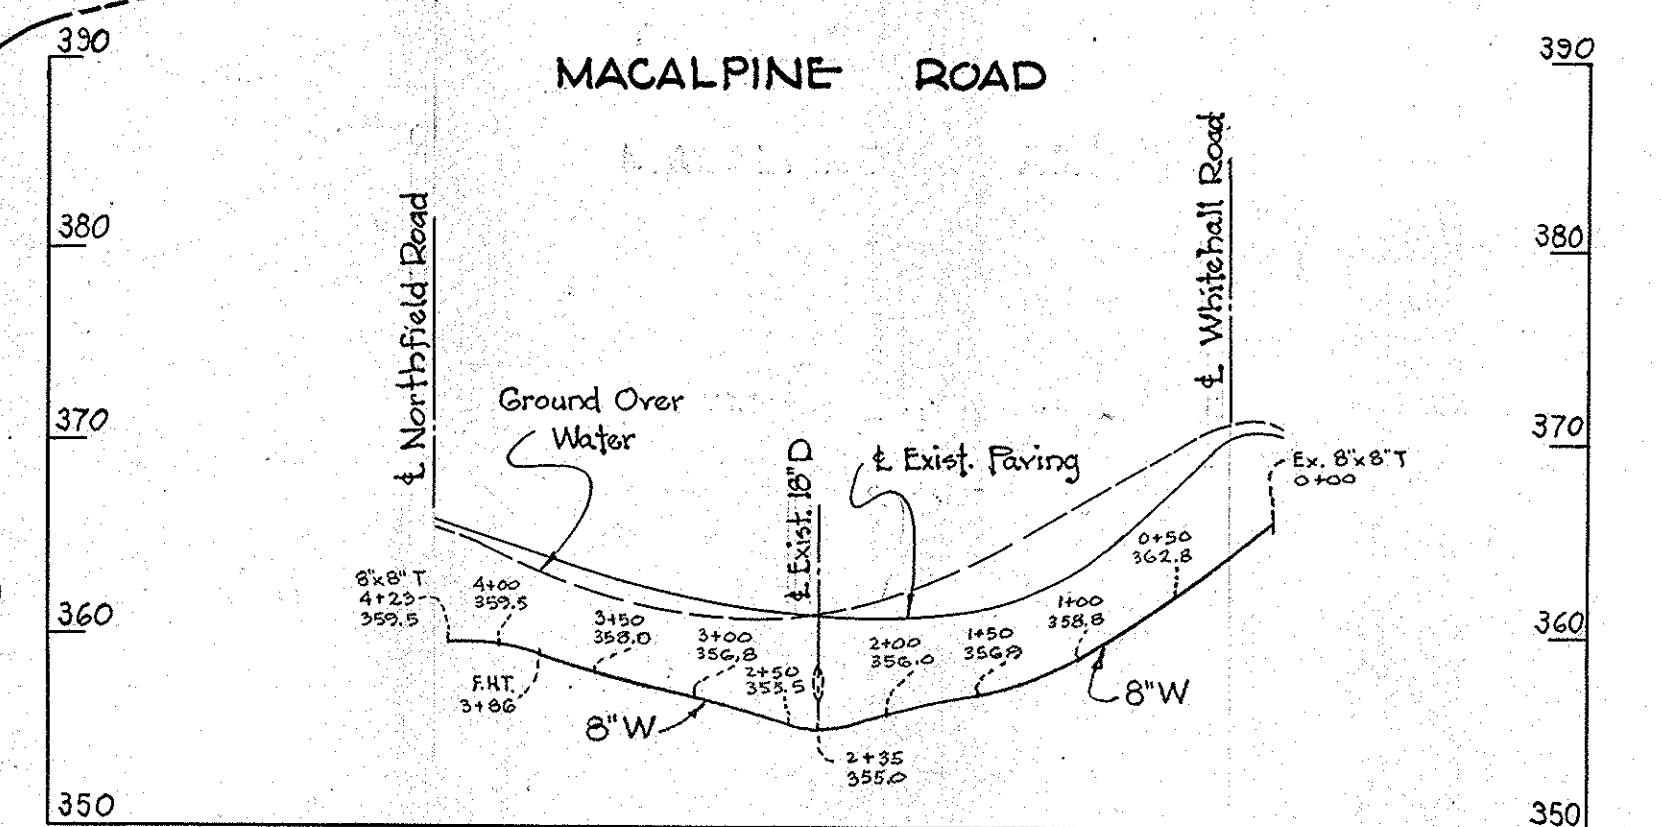 MACALPINE ROAD
390
380
370
360
350
390
380
370
360
350
℄ Northfield Road
Ground Over
Water
℄ Exist. 18"D
℄ Exist. Paving
℄ Whitehall Road
Ex. 8"x8"T
0+00
8"x8" T
4+23
359.5
4+00
359.5
F.H.T.
3+86
3+50
358.0
3+00
356.8
2+50
355.5
8"W
2+35
355.0
2+00
356.0
1+50
356.9
1+00
358.8
0+50
362.8
8"W